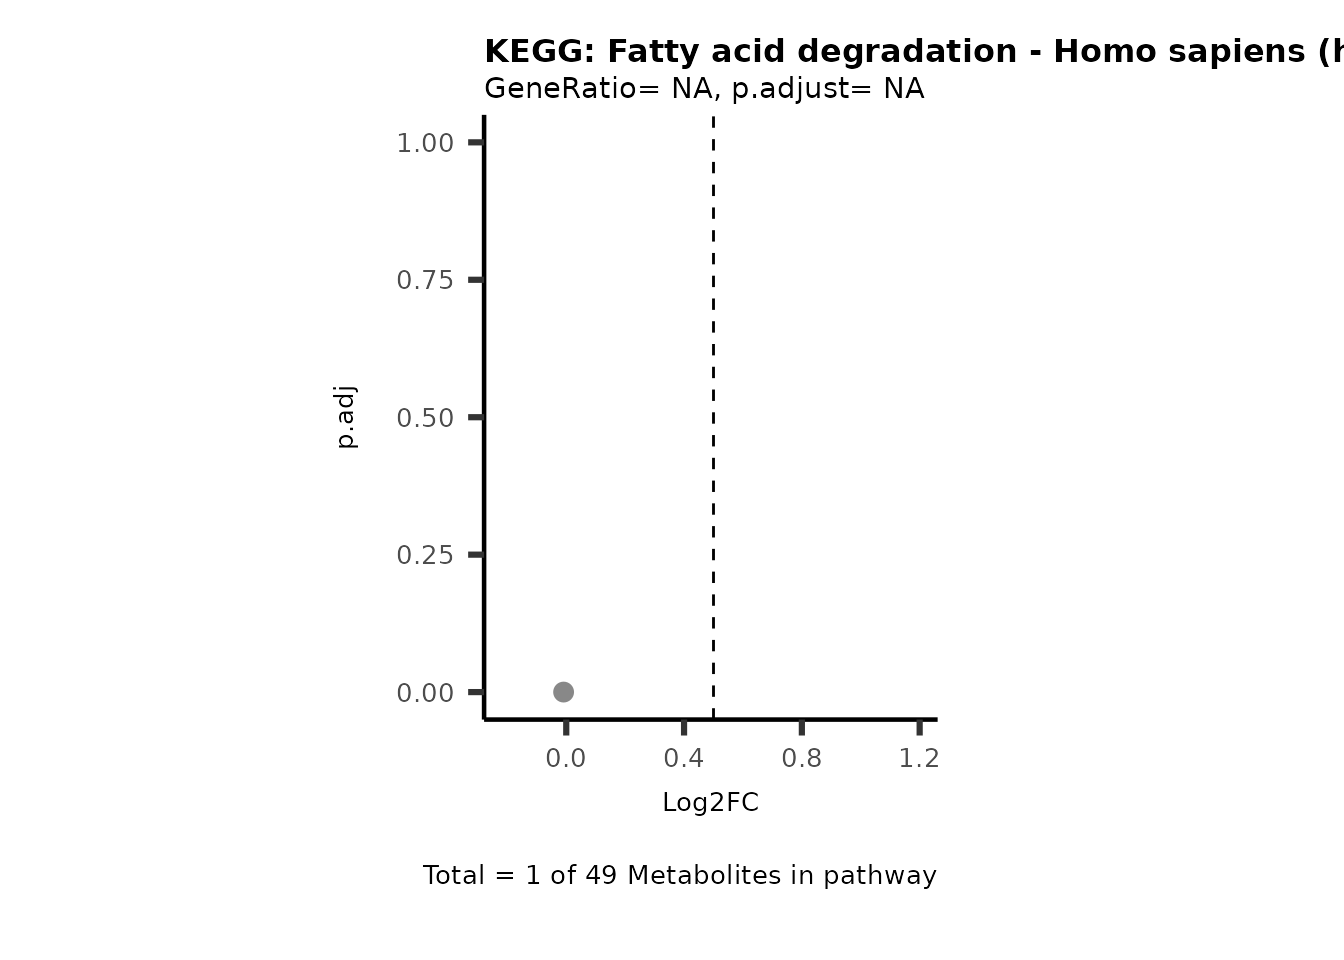 KEGG: Fatty acid degradation - Homo sapiens (
GeneRatio= NA, p.adjust= NA
1.00
0.75
0.50
0.25
0.00
p.adj
0.0 0.4 0.8 1.2
Log2FC
Total = 1 of 49 Metabolites in pathway